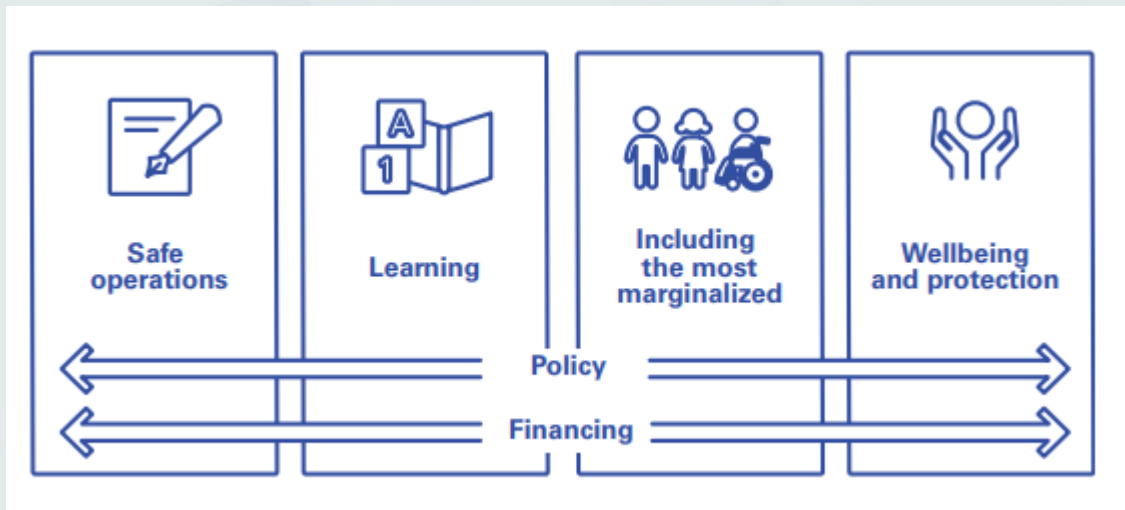 A
1
Safe
operations
Learning
Including
the most
marginalized
Wellbeing
and protection
Policy
Financing